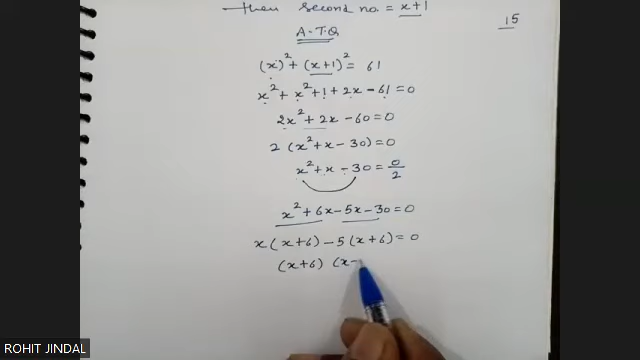 then second no. = x+1
15
A-T-Q
(x)² + (x+1)² = 61
x² + x² + 1 + 2x - 61 = 0
2x² + 2x - 60 = 0
2 (x² + x - 30) = 0
x² + x - 30 = 0/2
x² + 6x - 5x - 30 = 0
x (x+6) - 5 (x+6) = 0
(x+6) (x-
ROHIT JINDAL